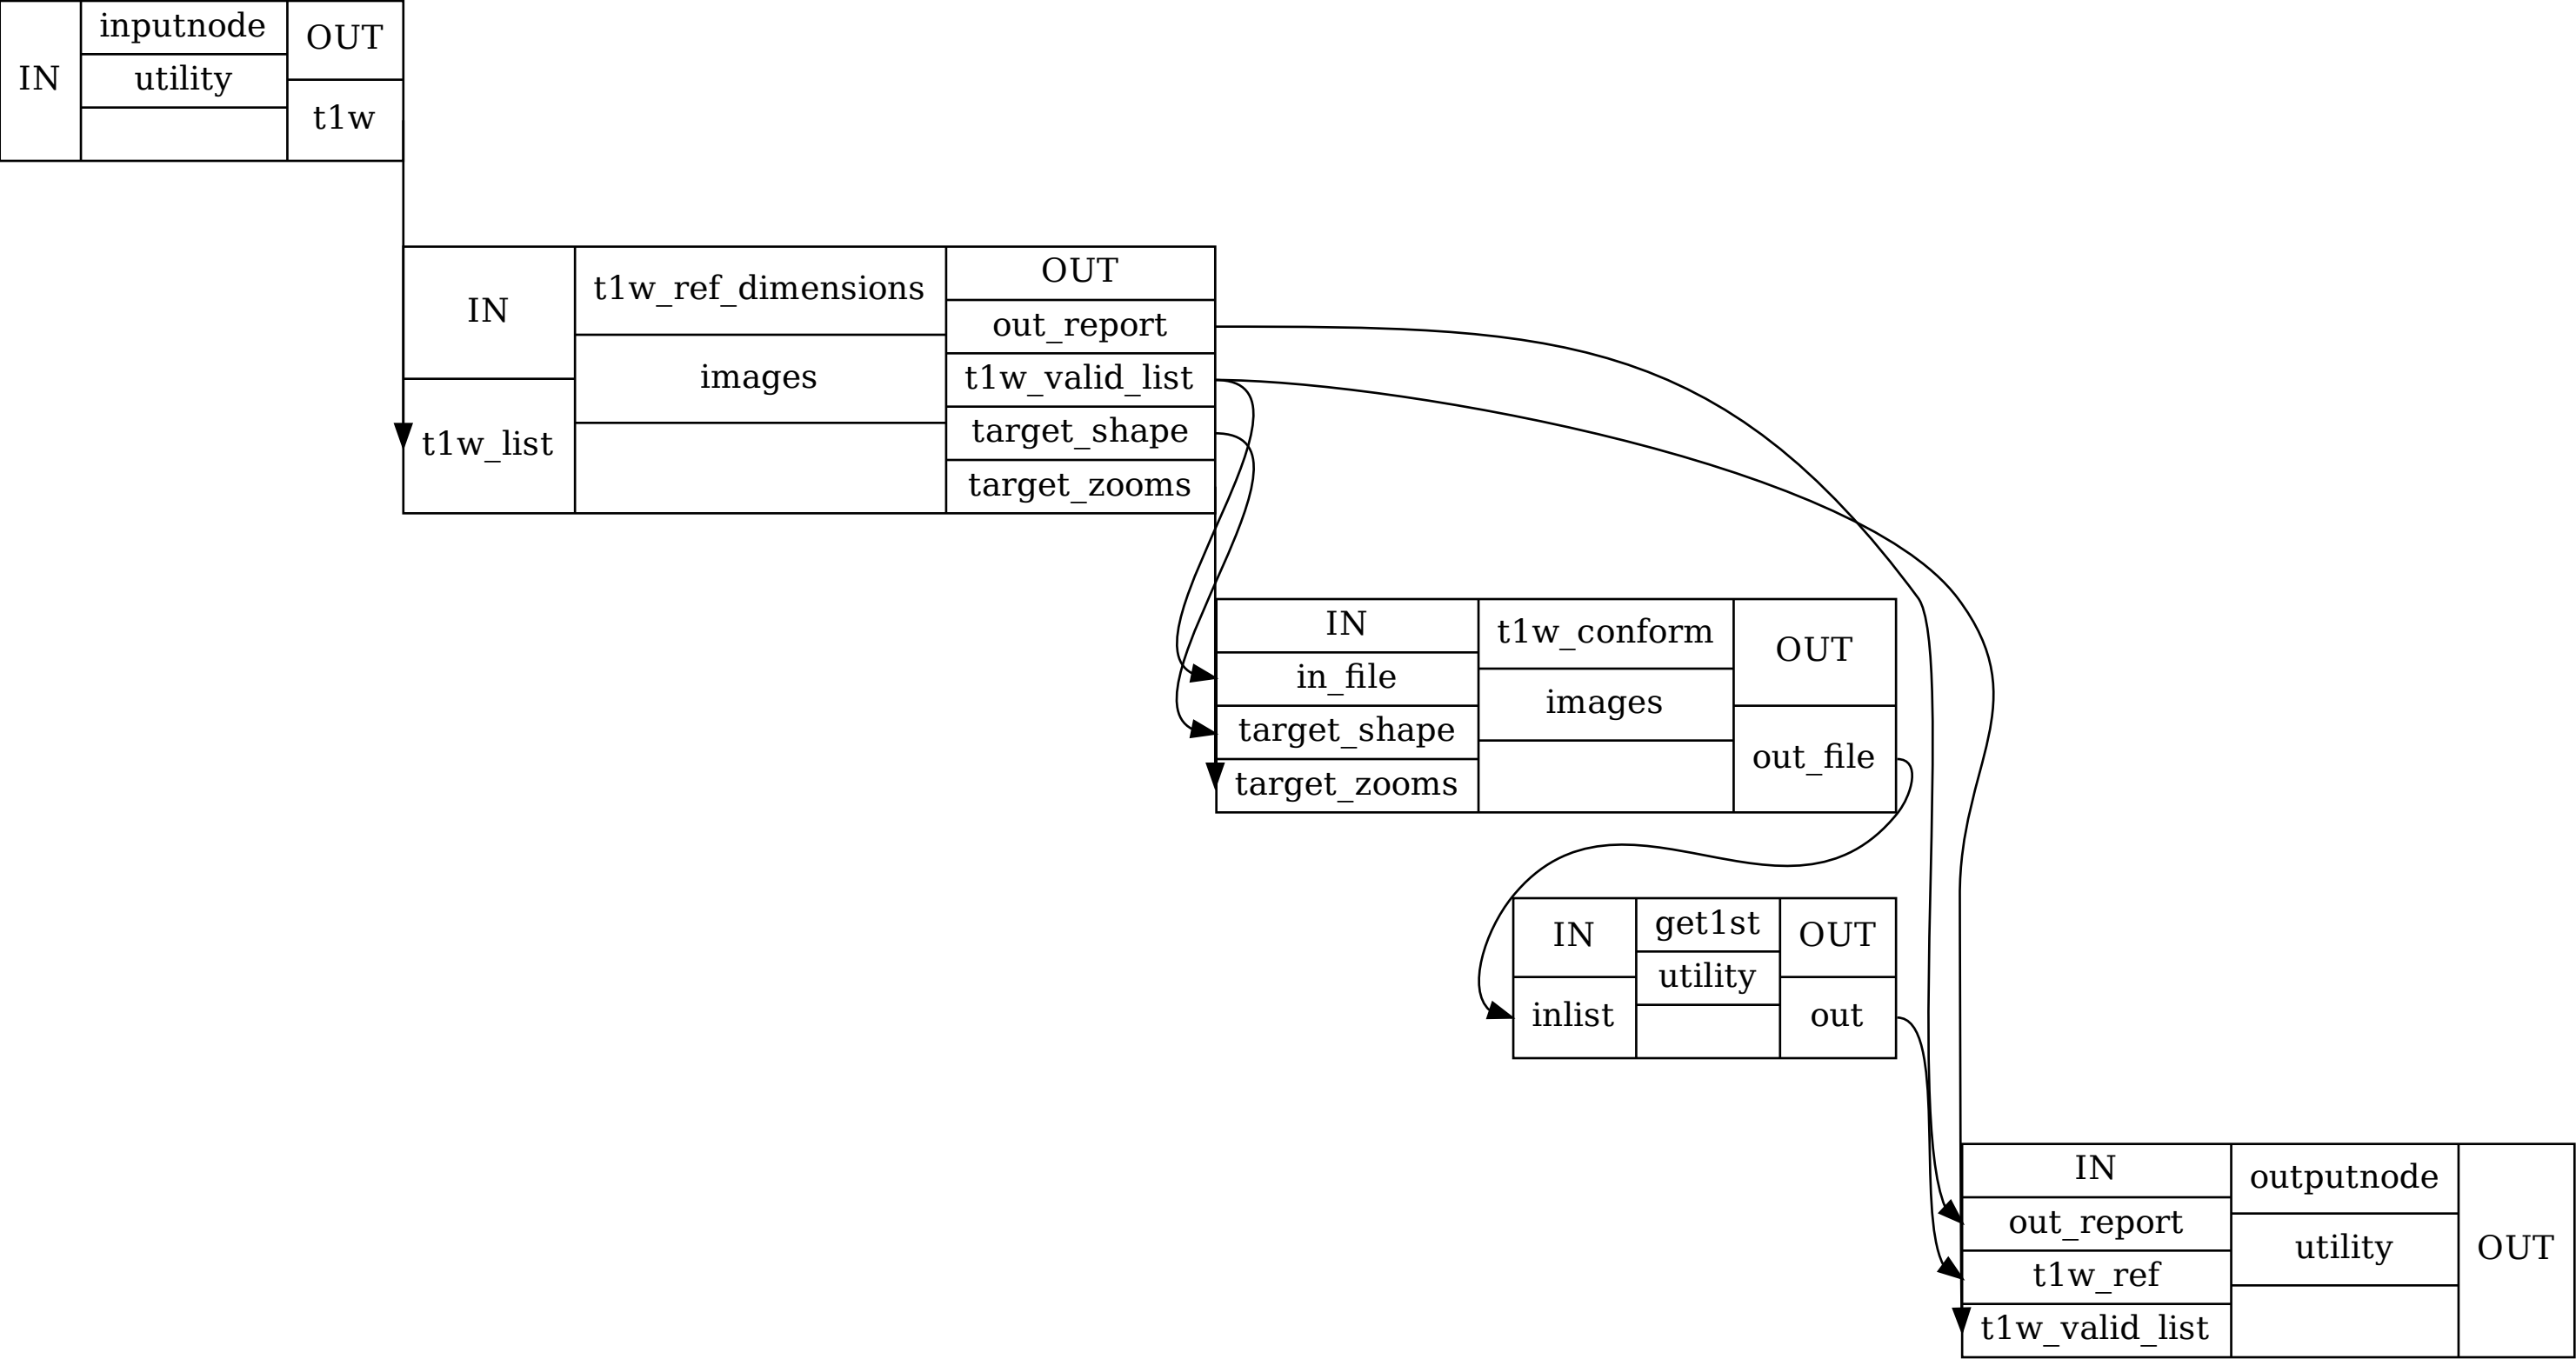 IN
inputnode
utility
OUT
t1w
IN
t1w_list
t1w_ref_dimensions
images
OUT
out_report
t1w_valid_list
target_shape
target_zooms
IN
in_file
target_shape
target_zooms
t1w_conform
images
OUT
out_file
IN
inlist
get1st
utility
OUT
out
IN
out_report
t1w_ref
t1w_valid_list
outputnode
utility
OUT